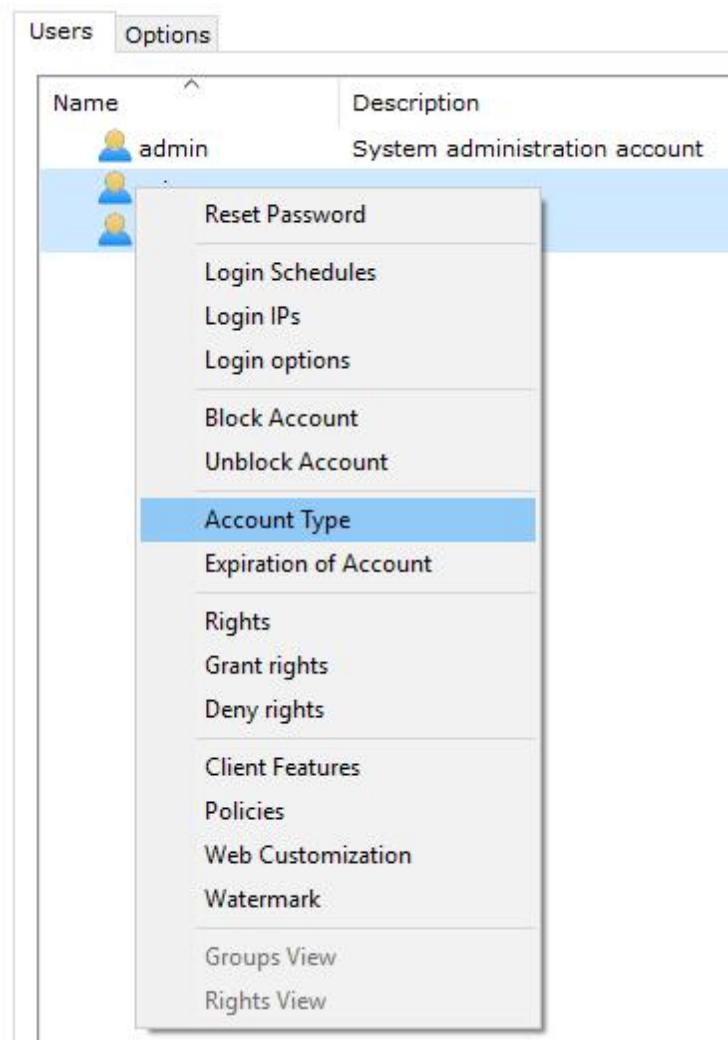 Users Options
Name Description
admin System administration account
Reset Password
Login Schedules
Login IPs
Login options
Block Account
Unblock Account
Account Type
Expiration of Account
Rights
Grant rights
Deny rights
Client Features
Policies
Web Customization
Watermark
Groups View
Rights View